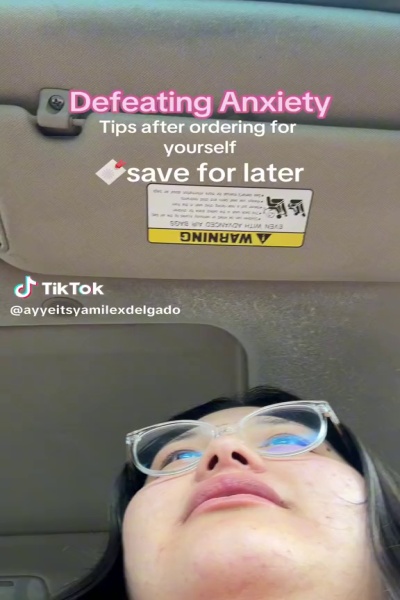 Defeating Anxiety
Tips after ordering for
yourself
save for later
WARNING
EVEN WITH ADVANCED AIR BAGS
TikTok
@ayyeitsyamilexdelgado